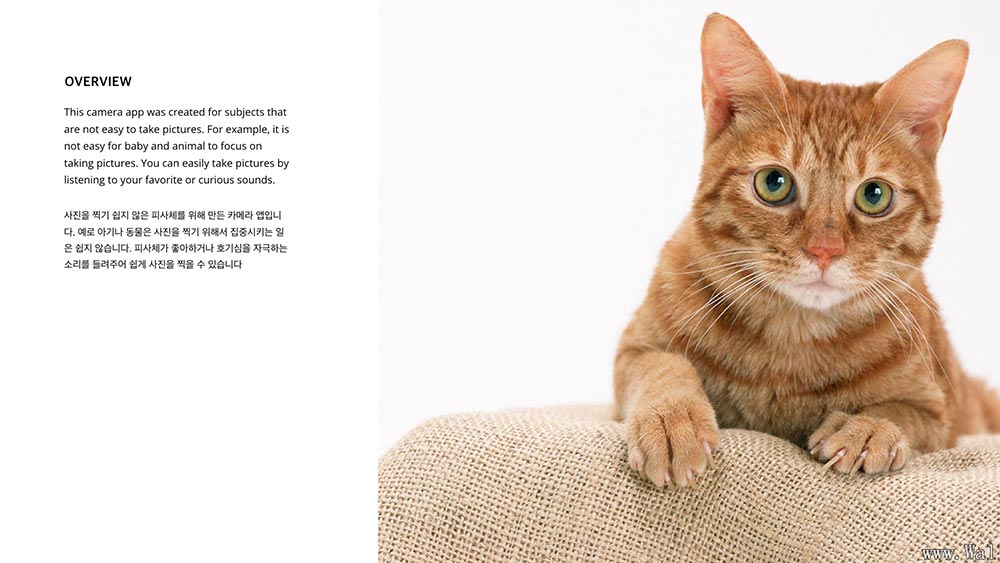 OVERVIEW
This camera app was created for subjects that
are not easy to take pictures. For example, it is
not easy for baby and animal to focus on
taking pictures. You can easily take pictures by
listening to your favorite or curious sounds.
사진을 찍기 쉽지 않은 피사체를 위해 만든 카메라 앱입니
다. 예로 아기나 동물은 사진을 찍기 위해서 집중시키는 일
은 쉽지 않습니다. 피사체가 좋아하거나 호기심을 자극하는
소리를 들려주어 쉽게 사진을 찍을 수 있습니다